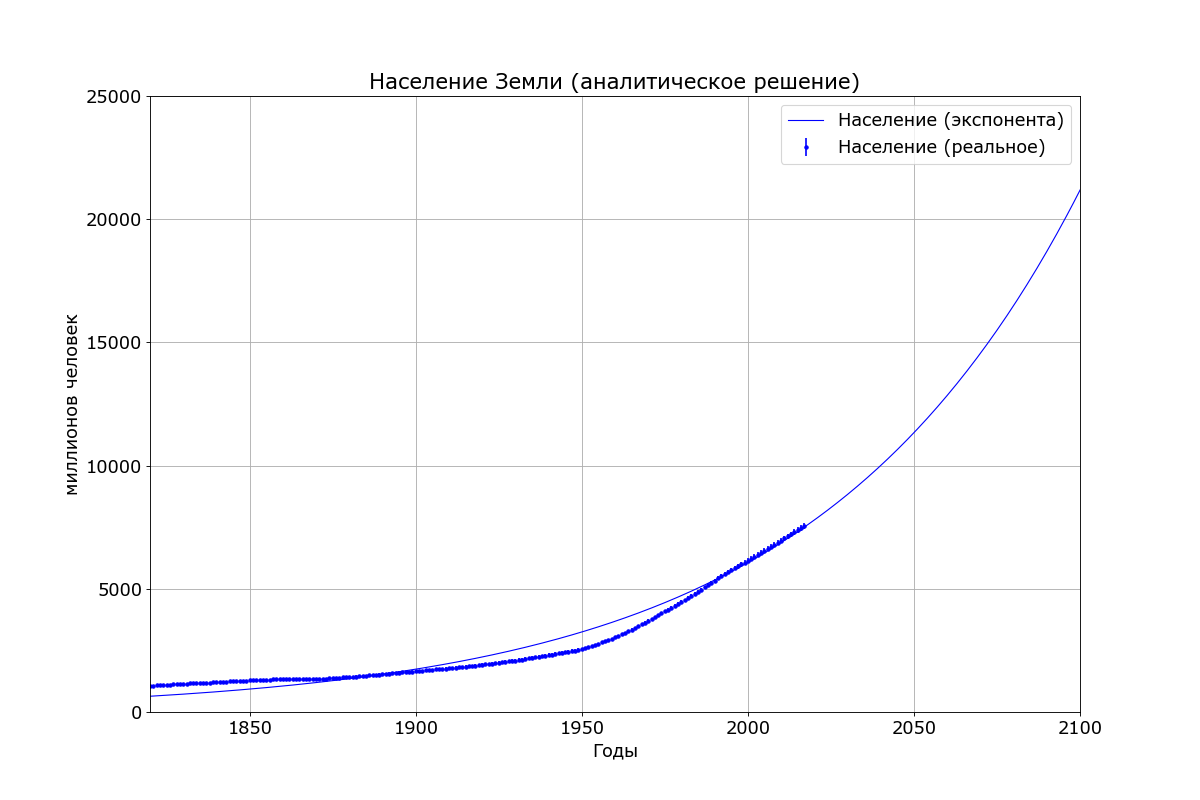 Население Земли (аналитическое решение)
Население (экспонента)
Население (реальное)
миллионов человек
25000
20000
15000
10000
5000
0
1850 1900 1950 2000 2050 2100
Годы